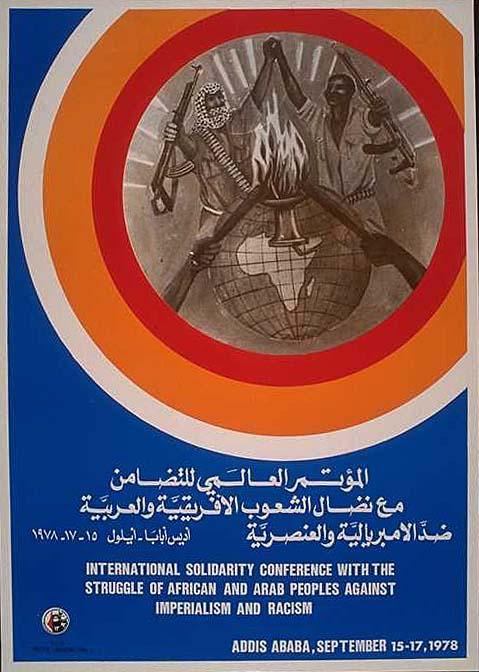 المؤتمر العالمي للتضامن
مع نضال الشعوب الافريقية والعربية
ضد الامبريالية والعنصرية
اديس أبابا - أيلول ١٥-١٧-١٩٧٨
INTERNATIONAL SOLIDARITY CONFERENCE WITH THE
STRUGGLE OF AFRICAN AND ARAB PEOPLES AGAINST
IMPERIALISM AND RACISM
ADDIS ABABA, SEPTEMBER 15-17, 1978